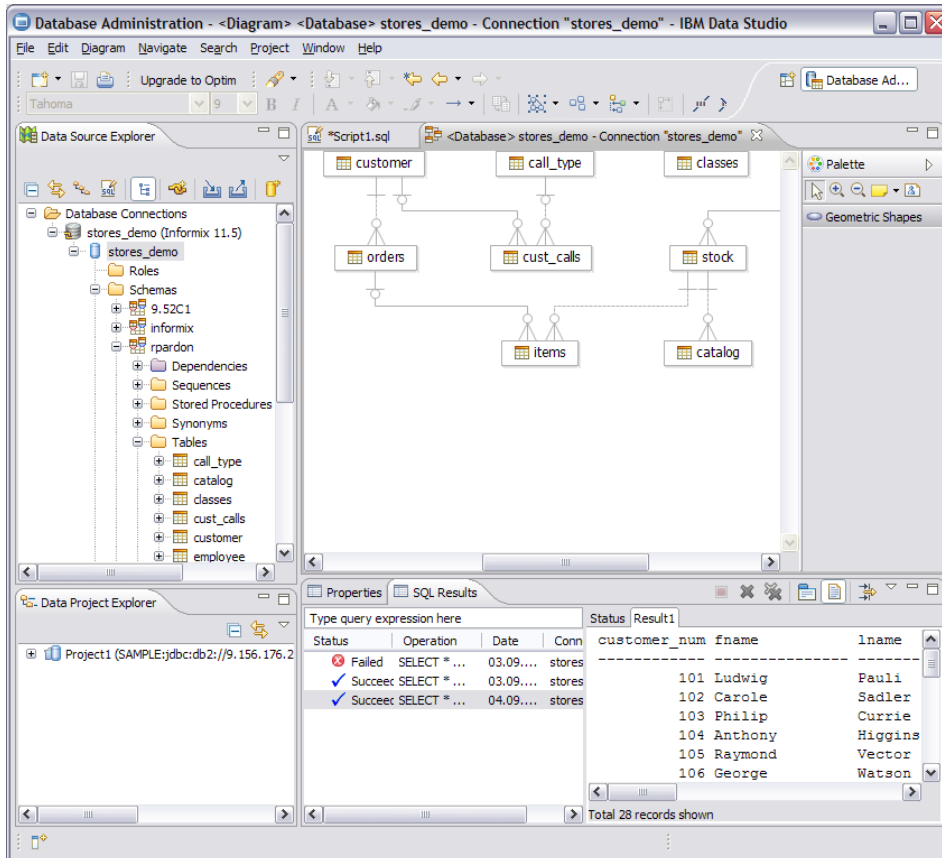 Database Administration - <Diagram> <Database> stores_demo - Connection "stores_demo" - IBM Data Studio
File Edit Diagram Navigate Search Project Window Help
Upgrade to Optim
Database Ad...
Tahoma 9 B I A
Data Source Explorer
Database Connections
stores_demo (Informix 11.5)
stores_demo
Roles
Schemas
9.52C1
informix
rpardon
Dependencies
Sequences
Stored Procedures
Synonyms
Tables
call_type
catalog
classes
cust_calls
customer
employee
*Script1.sql
<Database> stores_demo - Connection "stores_demo"
customer call_type classes
orders cust_calls stock
items catalog
Palette
Geometric Shapes
Data Project Explorer
Project1 (SAMPLE:jdbc:db2://9.156.176.2
Properties SQL Results
Type query expression here
Status Operation Date Conn
Failed SELECT * ... 03.09.... stores
Succeec SELECT * ... 03.09.... stores
Succeec SELECT * ... 04.09.... stores
Status Result1
customer_num fname lname
------------ --------------- -------
101 Ludwig Pauli
102 Carole Sadler
103 Philip Currie
104 Anthony Higgins
105 Raymond Vector
106 George Watson
Total 28 records shown